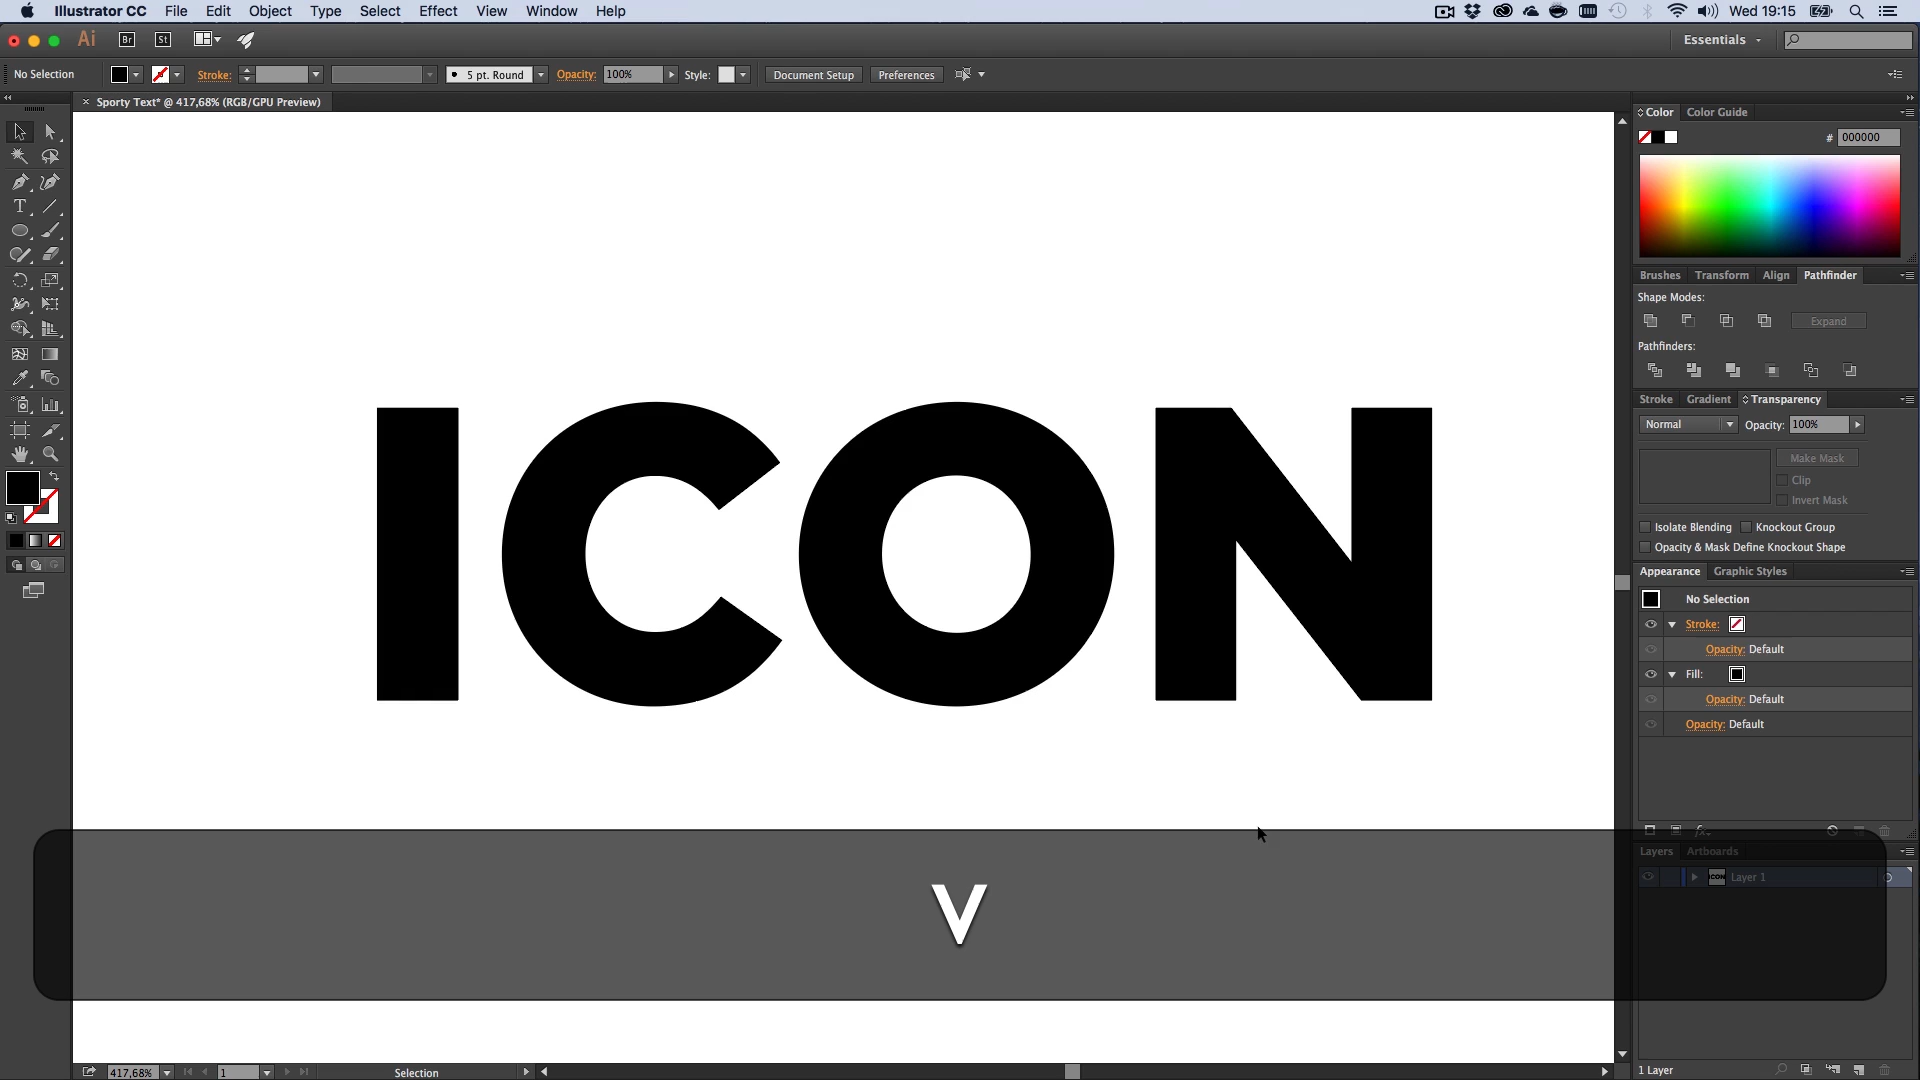 Illustrator CC File Edit Object Type Select Effect View Window Help Wed 19:15
Ai Br St Essentials
No Selection Stroke: 5 pt. Round Opacity: 100% Style: Document Setup Preferences
× Sporty Text* @ 417,68% (RGB/GPU Preview)
Color Color Guide
# 000000
Brushes Transform Align Pathfinder
Shape Modes:
Expand
Pathfinders:
Stroke Gradient Transparency
Normal Opacity: 100%
Make Mask
Clip
Invert Mask
Isolate Blending Knockout Group
Opacity & Mask Define Knockout Shape
Appearance Graphic Styles
No Selection
Stroke:
Opacity: Default
Fill:
Opacity: Default
Opacity: Default
fx
Layers Artboards
Layer 1
ICON
V
417,68% 1 Selection
1 Layer